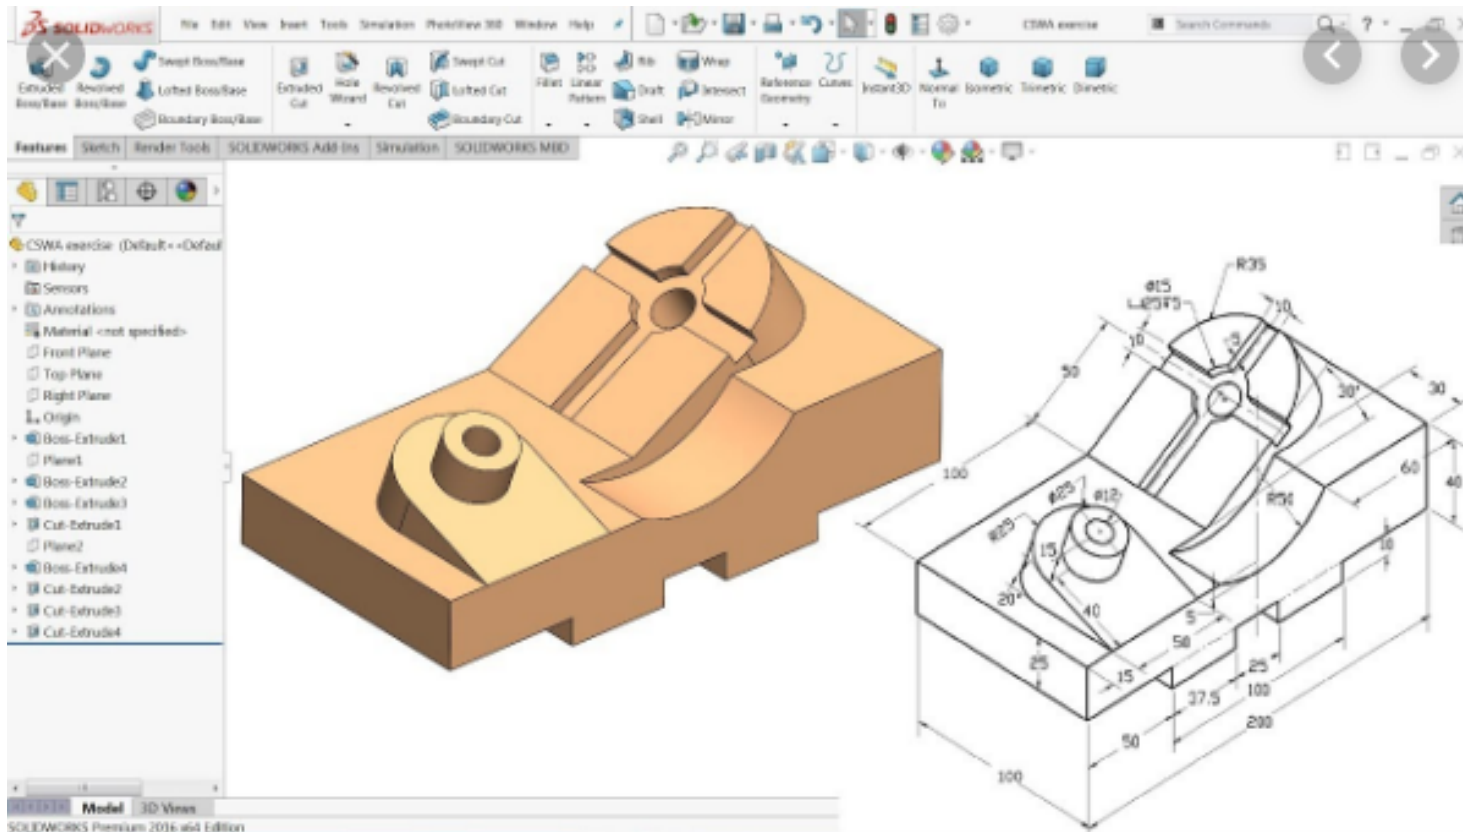 SOLIDWORKS
File Edit View Insert Tools Simulation PhotoView 360 Window Help
CSWA exercise
Search Commands
?
Extruded Boss/Base
Revolved Boss/Base
Swept Boss/Base
Lofted Boss/Base
Boundary Boss/Base
Extruded Cut
Hole Wizard
Revolved Cut
Swept Cut
Lofted Cut
Boundary Cut
Fillet
Linear Pattern
Rib
Draft
Shell
Wrap
Intersect
Mirror
Reference Geometry
Curves
Instant3D
Normal To
Isometric
Trimetric
Dimetric
Features Sketch Render Tools SOLIDWORKS Add-Ins Simulation SOLIDWORKS MBD
CSWA exercise (Default<<Defaul
History
Sensors
Annotations
Material <not specified>
Front Plane
Top Plane
Right Plane
Origin
Boss-Extrude1
Plane1
Boss-Extrude2
Boss-Extrude3
Cut-Extrude1
Plane2
Boss-Extrude4
Cut-Extrude2
Cut-Extrude3
Cut-Extrude4
R35
ø15
10
10
5
50
30°
30
100
60
40
R50
ø25
ø12
R25
15
10
20°
40
5
50
25
15
25
37.5
100
200
50
100
Model 3D Views
SOLIDWORKS Premium 2016 x64 Edition